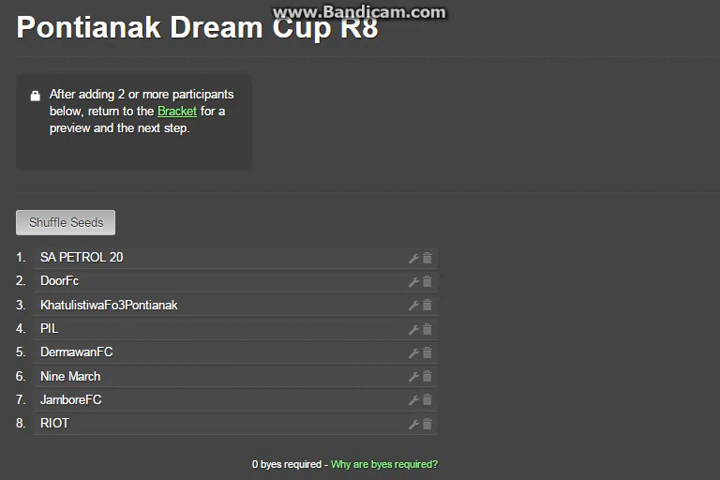 www.Bandicam.com
Pontianak Dream Cup R8
After adding 2 or more participants
below, return to the Bracket for a
preview and the next step.
Shuffle Seeds
1. SA PETROL 20
2. DoorFc
3. KhatulistiwaFo3Pontianak
4. PIL
5. DermawanFC
6. Nine March
7. JamboreFC
8. RIOT
0 byes required - Why are byes required?